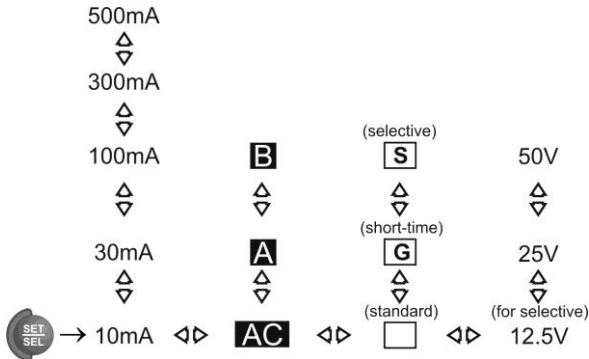 500mA
300mA
(selective)
100mA B S 50V
(short-time)
30mA A G 25V
(standard) (for selective)
SET
SEL
10mA AC 12.5V